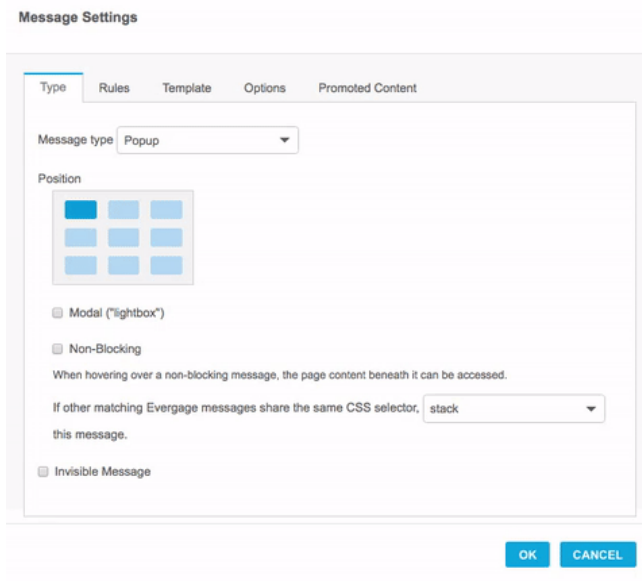 Message Settings
Type Rules Template Options Promoted Content
Message type Popup
Position
Modal ("lightbox")
Non-Blocking
When hovering over a non-blocking message, the page content beneath it can be accessed.
If other matching Evergage messages share the same CSS selector, stack
this message.
Invisible Message
OK CANCEL